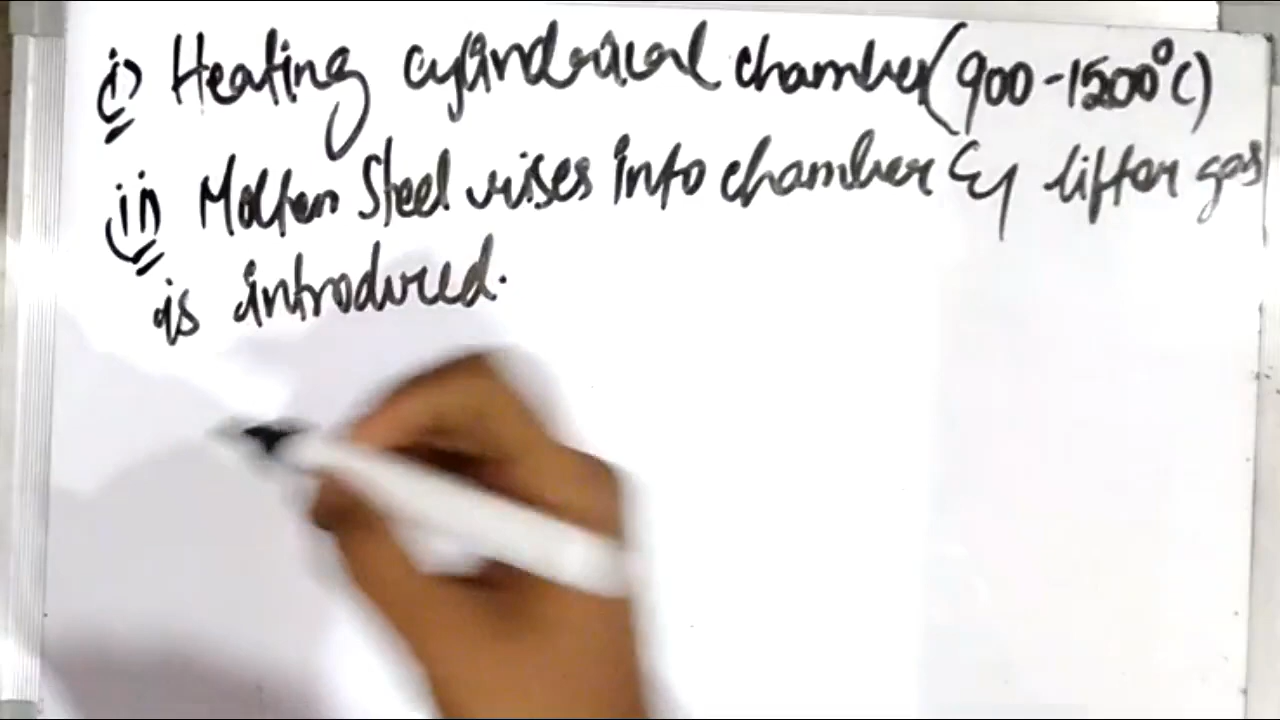 i) Heating cylindrical chamber (900-1500°C)
ii) Molten Steel rises into chamber & lifter gas
is introduced.